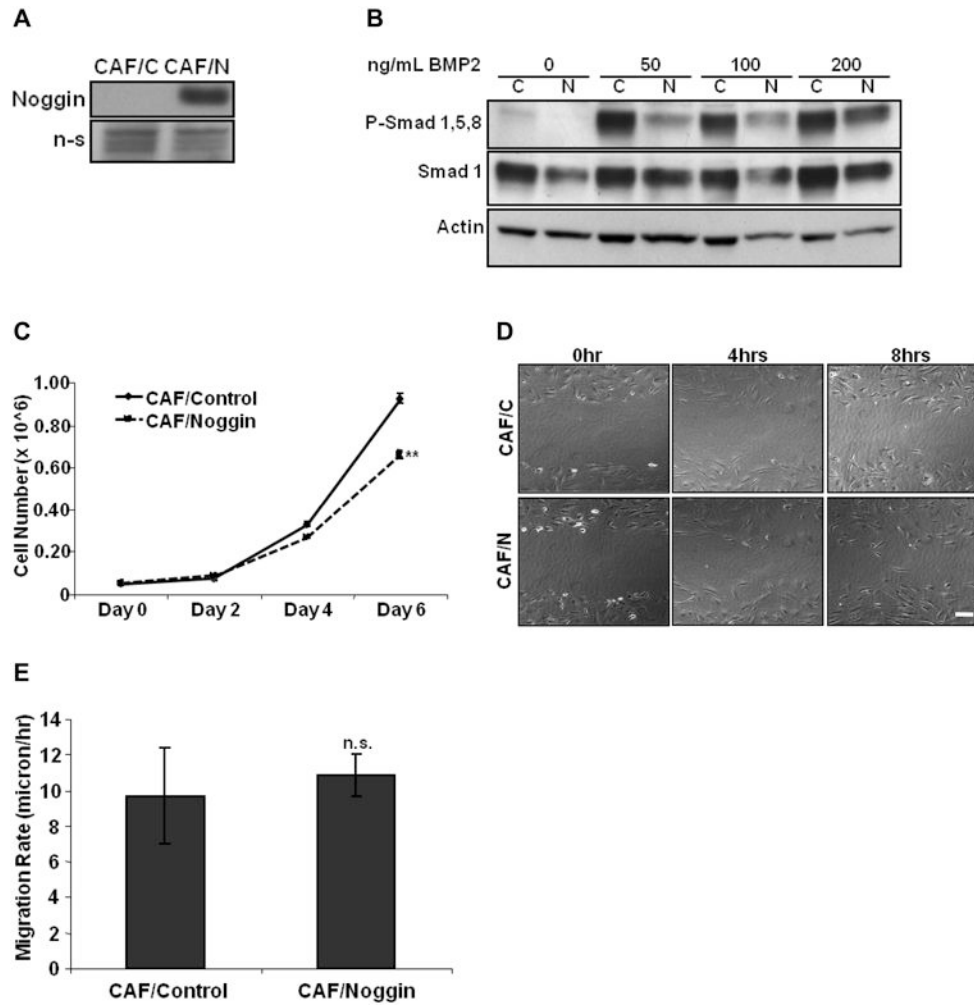 A
CAF/C CAF/N
Noggin
n-s
B
ng/mL BMP2 0 50 100 200
C N C N C N C N
P-Smad 1,5,8
Smad 1
Actin
C
1.00
0.80
0.60
0.40
0.20
0
Cell Number (x 10^6)
CAF/Control
CAF/Noggin
**
Day 0 Day 2 Day 4 Day 6
D
0hr 4hrs 8hrs
CAF/C
CAF/N
E
14
12
10
8
6
4
2
0
Migration Rate (micron/hr)
n.s.
CAF/Control CAF/Noggin